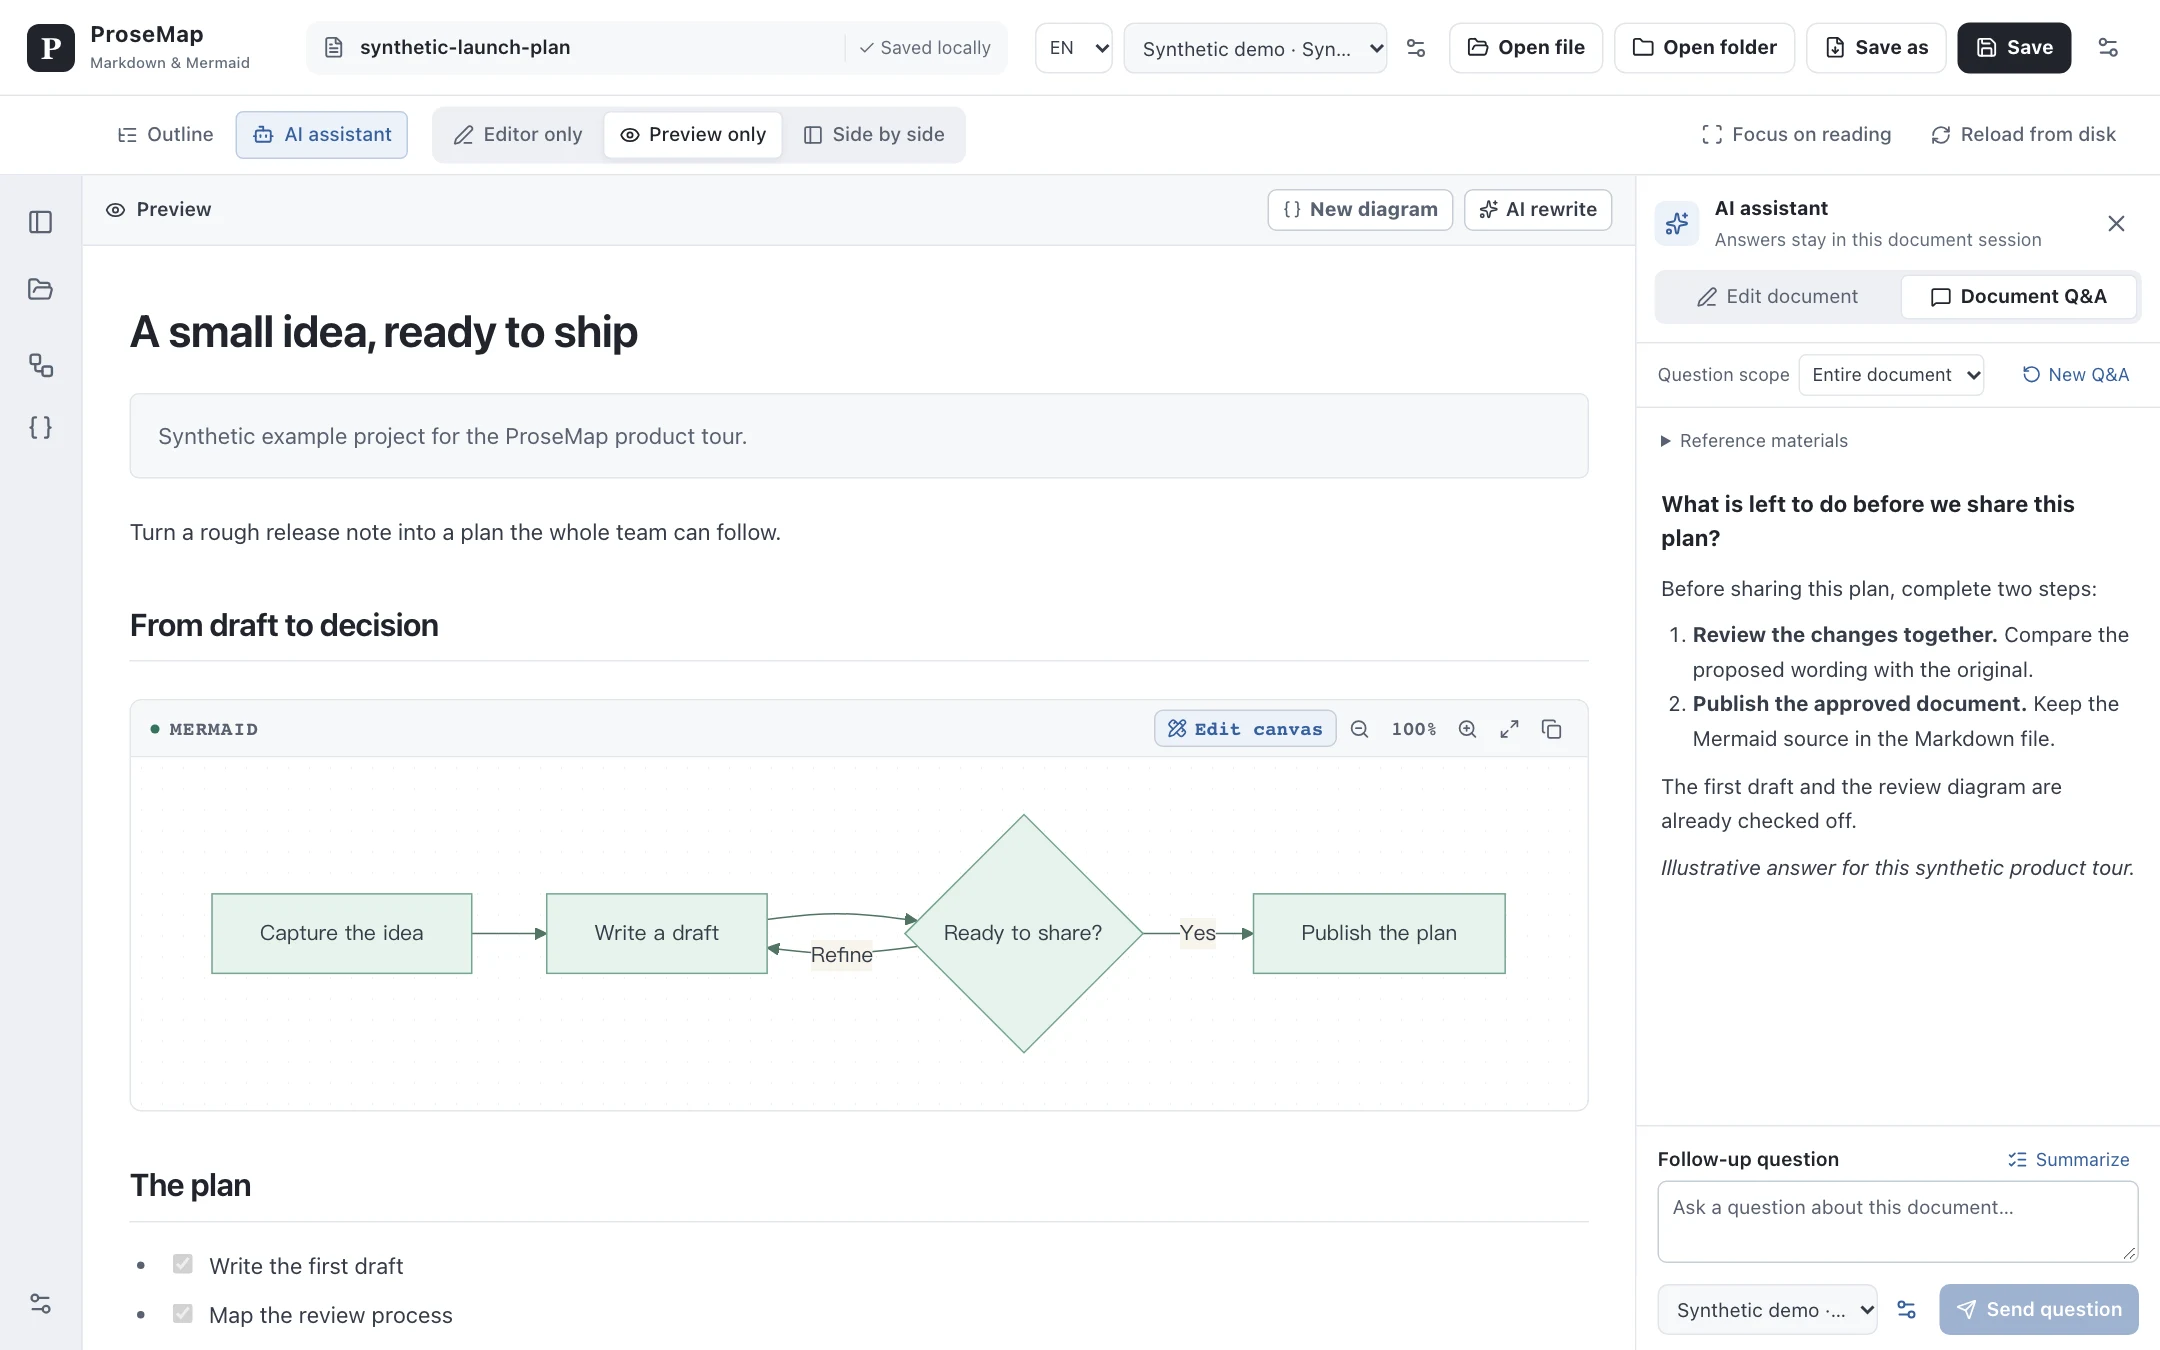 P
ProseMap
Markdown & Mermaid
synthetic-launch-plan
Saved locally
EN
Synthetic demo · Syn...
Open file
Open folder
Save as
Save
Outline
AI assistant
Editor only
Preview only
Side by side
Focus on reading
Reload from disk
Preview
{ } New diagram
AI rewrite
A small idea, ready to ship
Synthetic example project for the ProseMap product tour.
Turn a rough release note into a plan the whole team can follow.
From draft to decision
MERMAID
Edit canvas
100%
Capture the idea
Write a draft
Refine
Ready to share?
Yes
Publish the plan
The plan
Write the first draft
Map the review process
AI assistant
Answers stay in this document session
Edit document
Document Q&A
Question scope
Entire document
New Q&A
Reference materials
What is left to do before we share this
plan?
Before sharing this plan, complete two steps:
1. Review the changes together. Compare the
proposed wording with the original.
2. Publish the approved document. Keep the
Mermaid source in the Markdown file.
The first draft and the review diagram are
already checked off.
Illustrative answer for this synthetic product tour.
Follow-up question
Summarize
Ask a question about this document...
Synthetic demo ·...
Send question